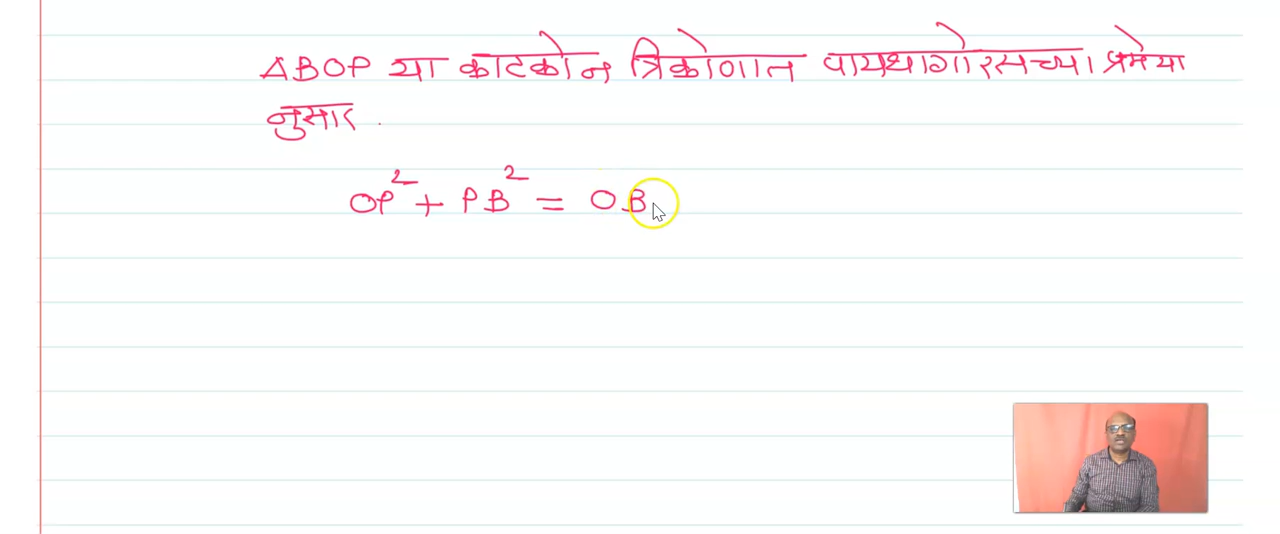 ΔBOP या काटकोन त्रिकोणात पायथागोरसच्या प्रमेया
नुसार .
OP² + PB² = OB